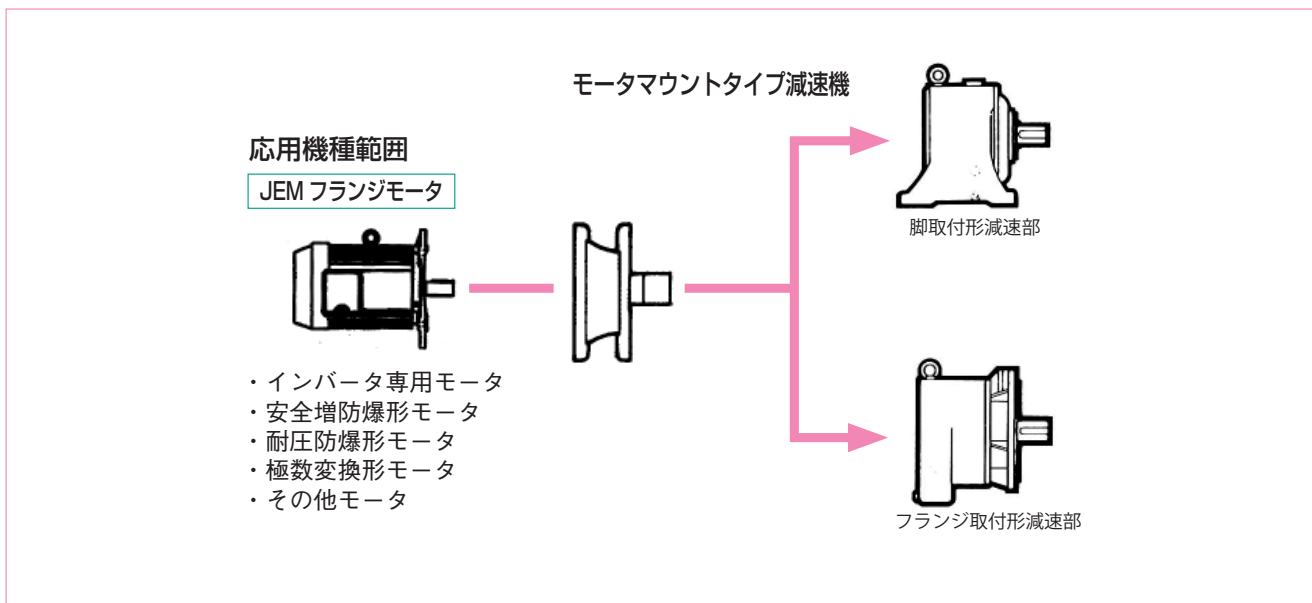 モータマウントタイプ減速機
応用機種範囲
JEM フランジモータ
脚取付形減速部
・インバータ専用モータ
・安全増防爆形モータ
・耐圧防爆形モータ
・極数変換形モータ
・その他モータ
フランジ取付形減速部